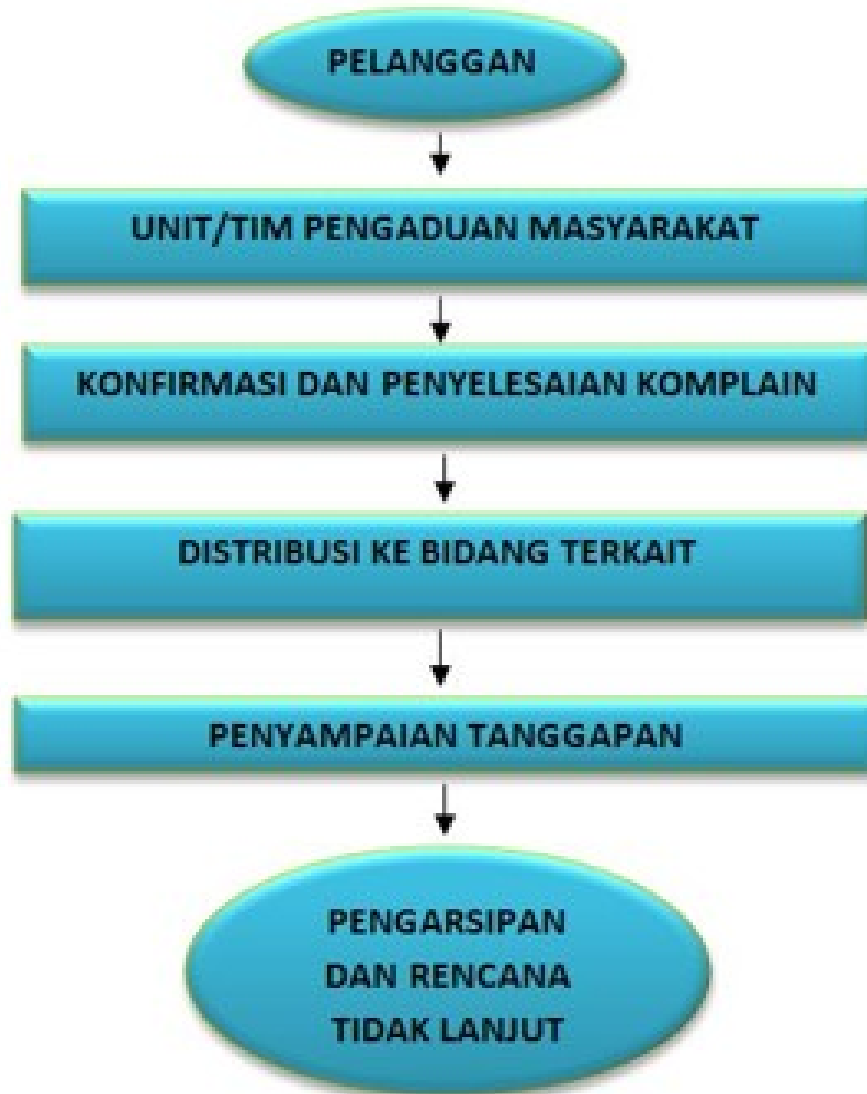 PELANGGAN
UNIT/TIM PENGADUAN MASYARAKAT
KONFIRMASI DAN PENYELESAIAN KOMPLAIN
DISTRIBUSI KE BIDANG TERKAIT
PENYAMPAIAN TANGGAPAN
PENGARSIPAN
DAN RENCANA
TIDAK LANJUT